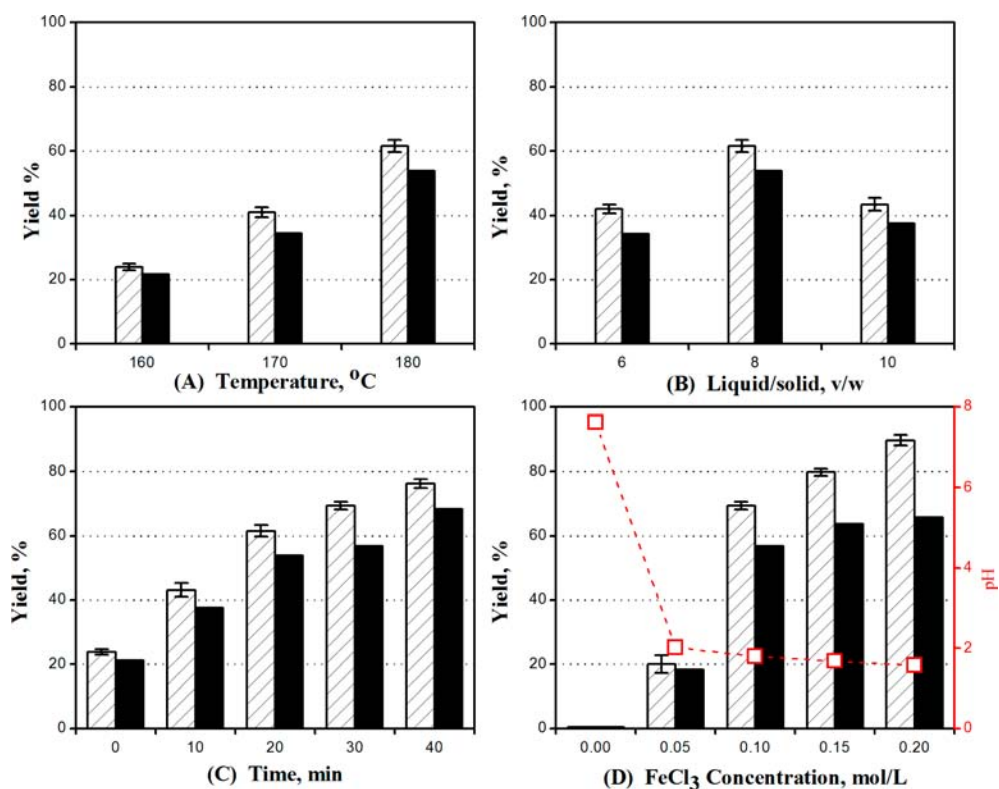 100
80
60
40
20
0
Yield %
160 170 180
(A) Temperature, °C
100
80
60
40
20
0
Yield, %
6 8 10
(B) Liquid/solid, v/w
100
80
60
40
20
0
Yield, %
0 10 20 30 40
(C) Time, min
100
80
60
40
20
0
Yield, %
8
6
4
2
0
pH
0.00 0.05 0.10 0.15 0.20
(D) FeCl₃ Concentration, mol/L